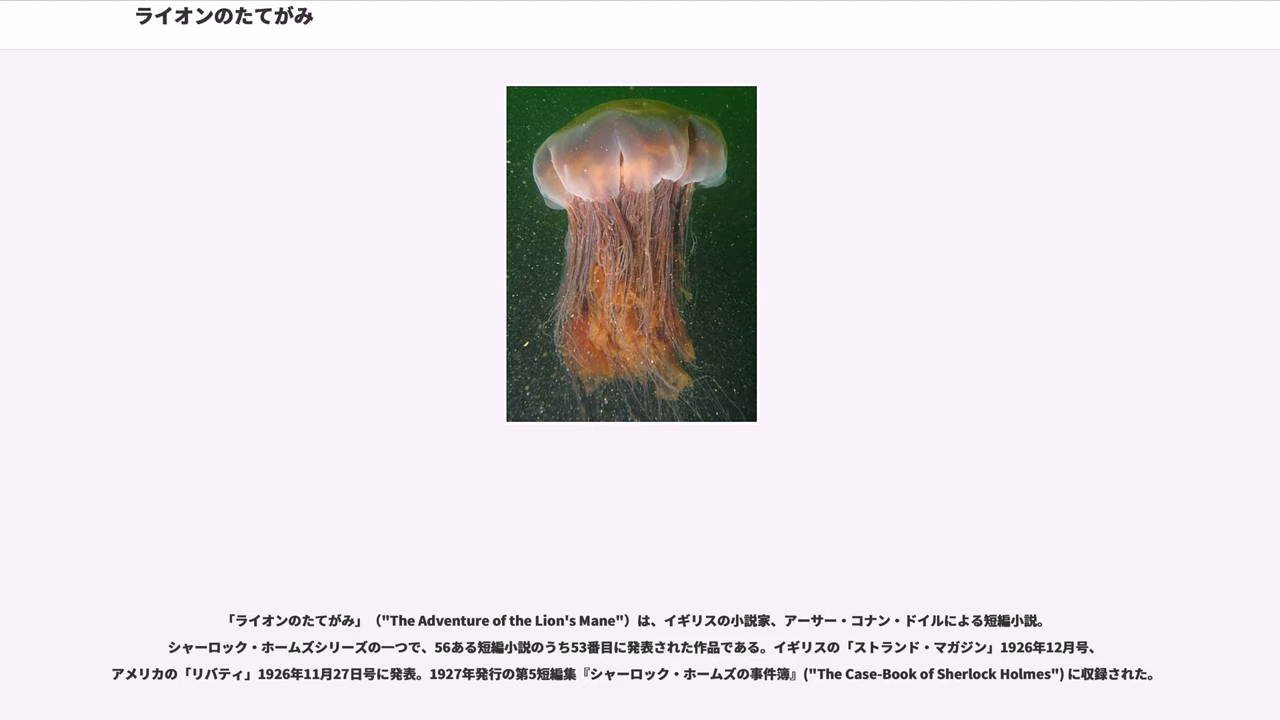 ライオンのたてがみ
「ライオンのたてがみ」（"The Adventure of the Lion's Mane"）は、イギリスの小説家、アーサー・コナン・ドイルによる短編小説。
シャーロック・ホームズシリーズの一つで、56ある短編小説のうち53番目に発表された作品である。イギリスの「ストランド・マガジン」1926年12月号、
アメリカの「リバティ」1926年11月27日号に発表。1927年発行の第5短編集『シャーロック・ホームズの事件簿』("The Case-Book of Sherlock Holmes") に収録された。